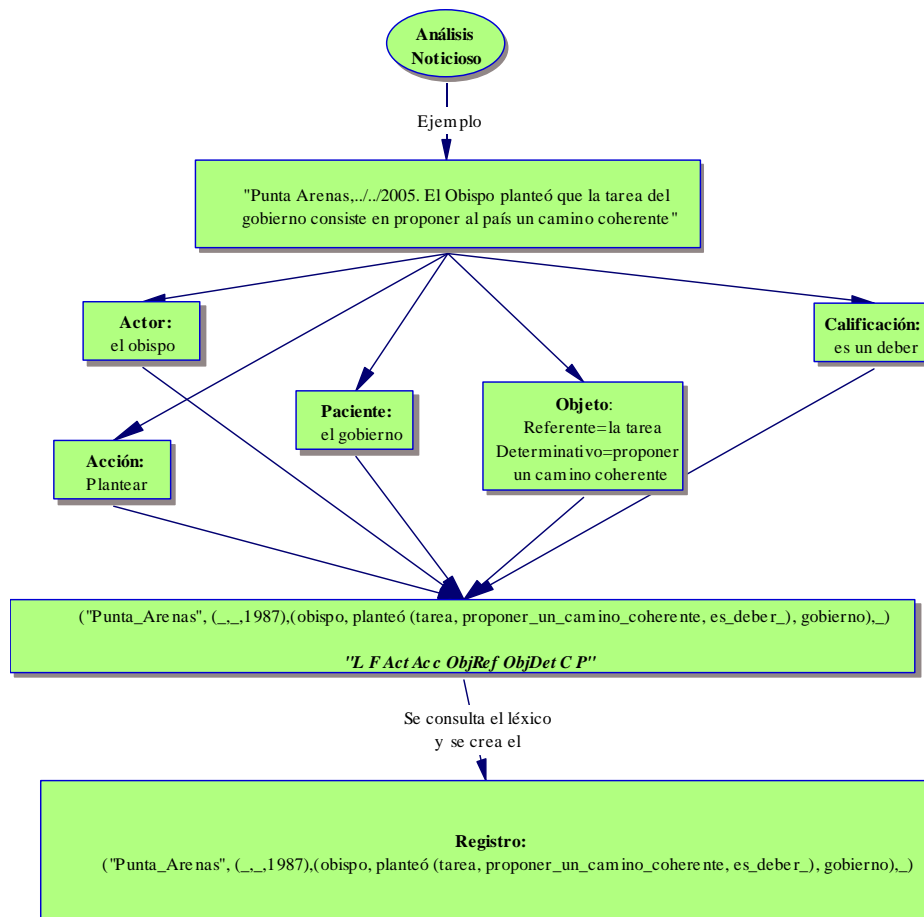 Análisis
Noticioso
Ejemplo
"Punta Arenas,../../2005. El Obispo planteó que la tarea del
gobierno consiste en proponer al país un camino coherente"
Actor:
el obispo
Calificación:
es un deber
Paciente:
el gobierno
Objeto:
Referente=la tarea
Determinativo=proponer
un camino coherente
Acción:
Plantear
("Punta_Arenas", (_,_,1987),(obispo, planteó (tarea, proponer_un_camino_coherente, es_deber_), gobierno),_)
"L F Act Acc ObjRef ObjDet C P"
Se consulta el léxico
y se crea el
Registro:
("Punta_Arenas", (_,_,1987),(obispo, planteó (tarea, proponer_un_camino_coherente, es_deber_), gobierno),_)